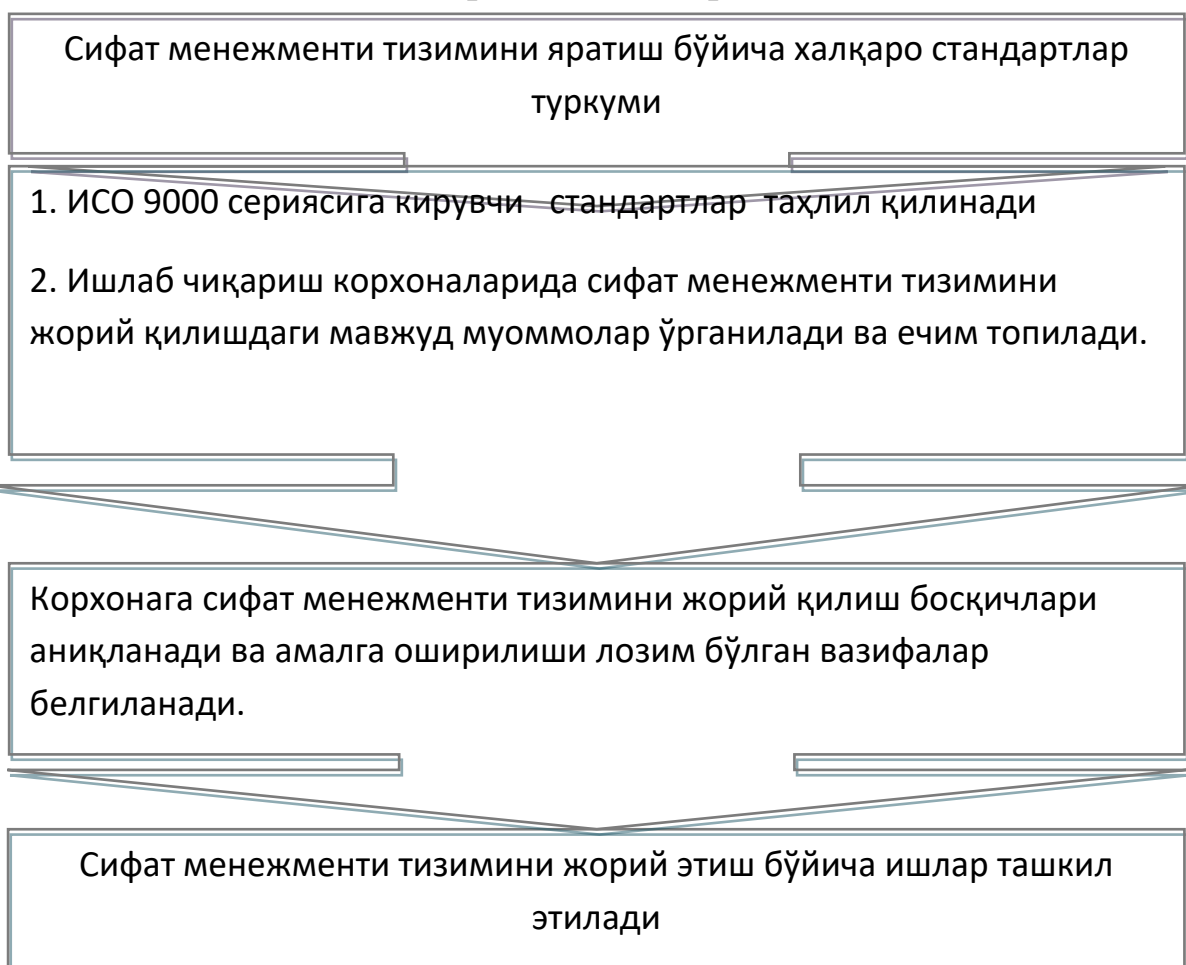 Сифат менежменти тизимини яратиш бўйича халқаро стандартлар
туркуми
1. ИСО 9000 сериясига кирувчи стандартлар таҳлил қилинади
2. Ишлаб чиқариш корхоналарида сифат менежменти тизимини
жорий қилишдаги мавжуд муоммолар ўрганилади ва ечим топилади.
Корхонага сифат менежменти тизимини жорий қилиш босқичлари
аниқланади ва амалга оширилиши лозим бўлган вазифалар
белгиланади.
Сифат менежменти тизимини жорий этиш бўйича ишлар ташкил
этилади